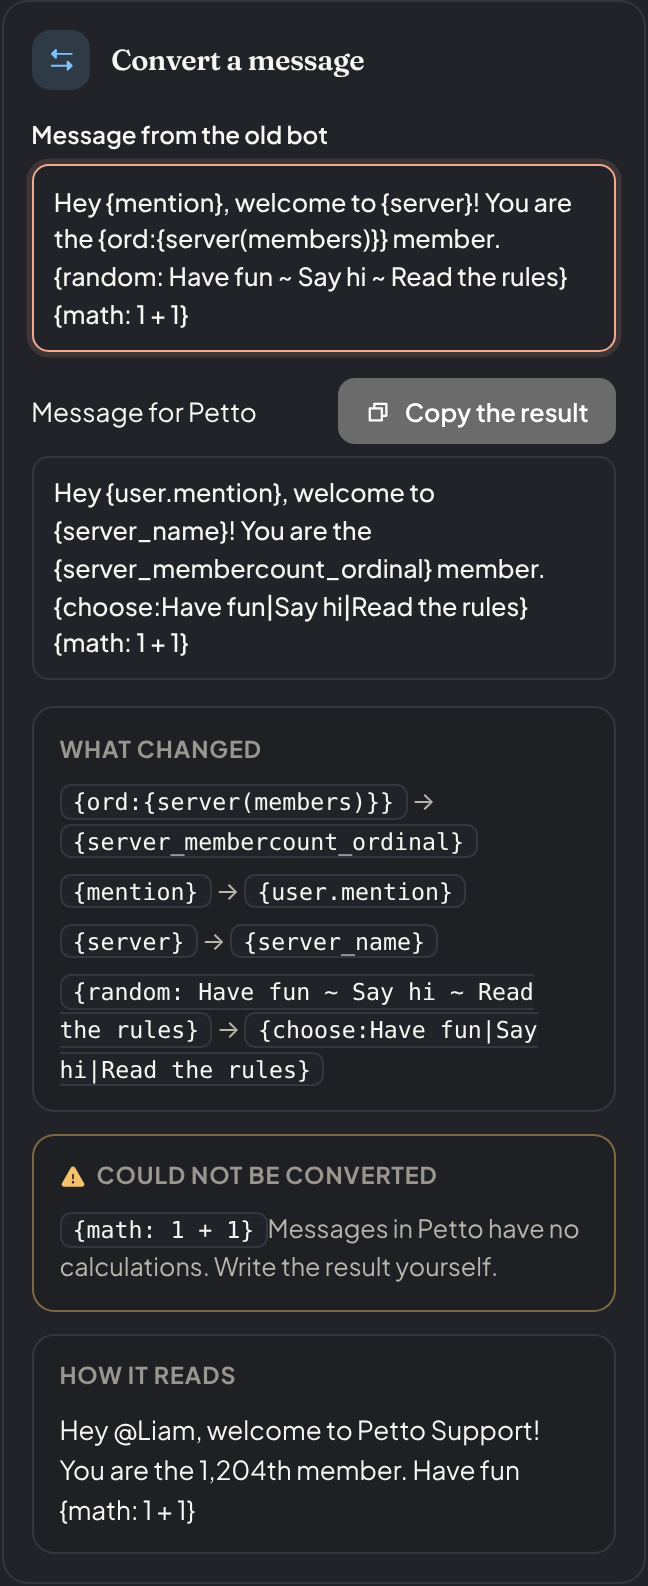 Convert a message
Message from the old bot
Hey {mention}, welcome to {server}! You are
the {ord:{server(members)}} member.
{random: Have fun ~ Say hi ~ Read the rules}
{math: 1 + 1}
Message for Petto
Copy the result
Hey {user.mention}, welcome to
{server_name}! You are the
{server_membercount_ordinal} member.
{choose:Have fun|Say hi|Read the rules}
{math: 1 + 1}
WHAT CHANGED
{ord:{server(members)}} →
{server_membercount_ordinal}
{mention} → {user.mention}
{server} → {server_name}
{random: Have fun ~ Say hi ~ Read
the rules} → {choose:Have fun|Say
hi|Read the rules}
COULD NOT BE CONVERTED
{math: 1 + 1} Messages in Petto have no
calculations. Write the result yourself.
HOW IT READS
Hey @Liam, welcome to Petto Support!
You are the 1,204th member. Have fun
{math: 1 + 1}